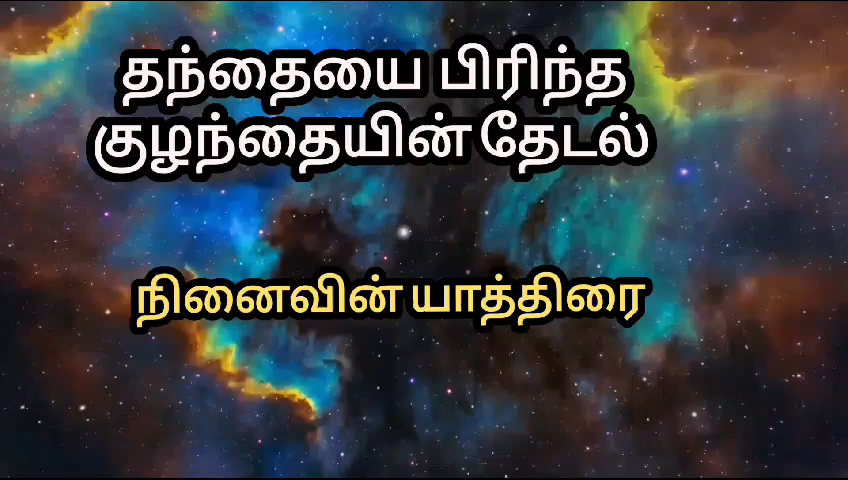 தந்தையை பிரிந்த
குழந்தையின் தேடல்
நினைவின் யாத்திரை